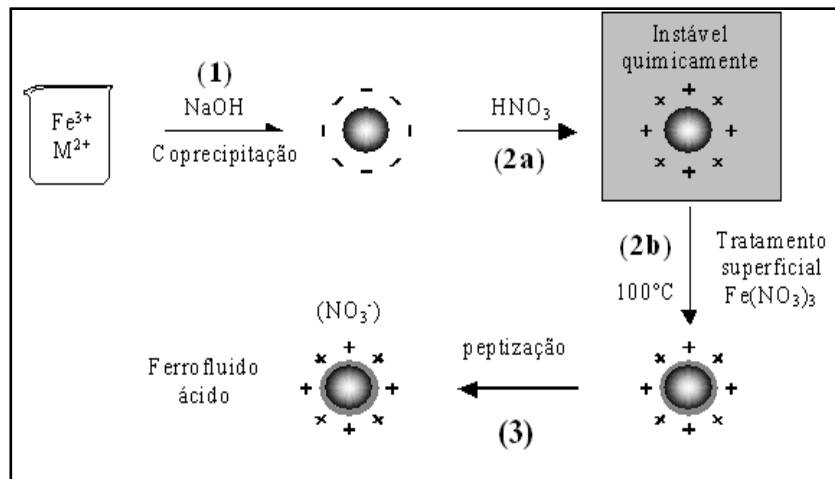 Fe³⁺
M²⁺
(1)
NaOH
Coprecipitação
HNO₃
(2a)
Instável
quimicamente
(2b)
100°C
Tratamento
superficial
Fe(NO₃)₃
peptização
(3)
(NO₃⁻)
Ferrofluido
ácido